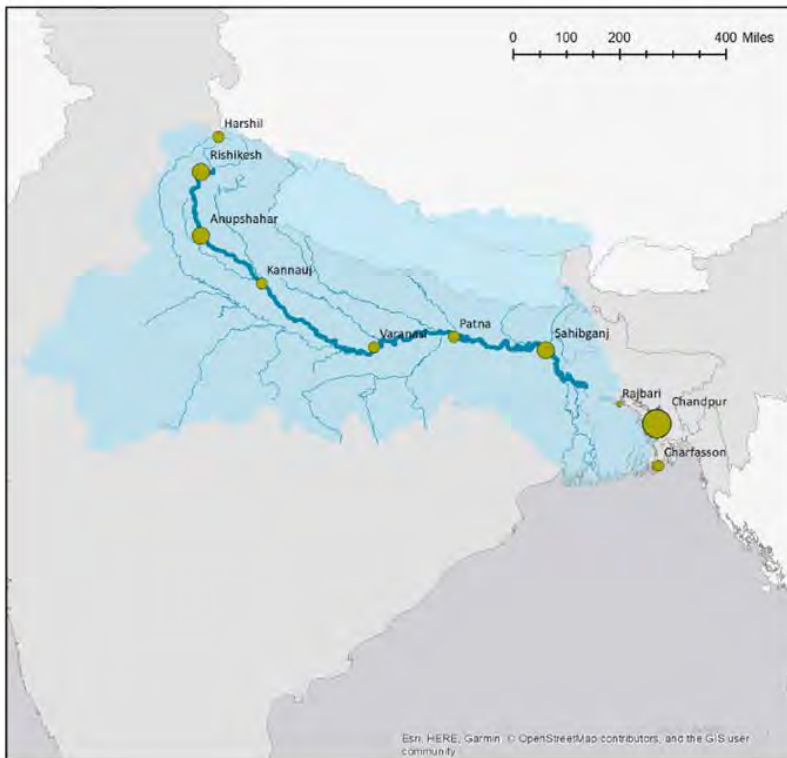 0 100 200 400 Miles
Harshil
Rishikesh
Anupshahar
Kannauj
Varanasi
Patna
Sahibganj
Rajbari
Chandpur
Charfasson
Esri, HERE, Garmin, © OpenStreetMap contributors, and the GIS user
community